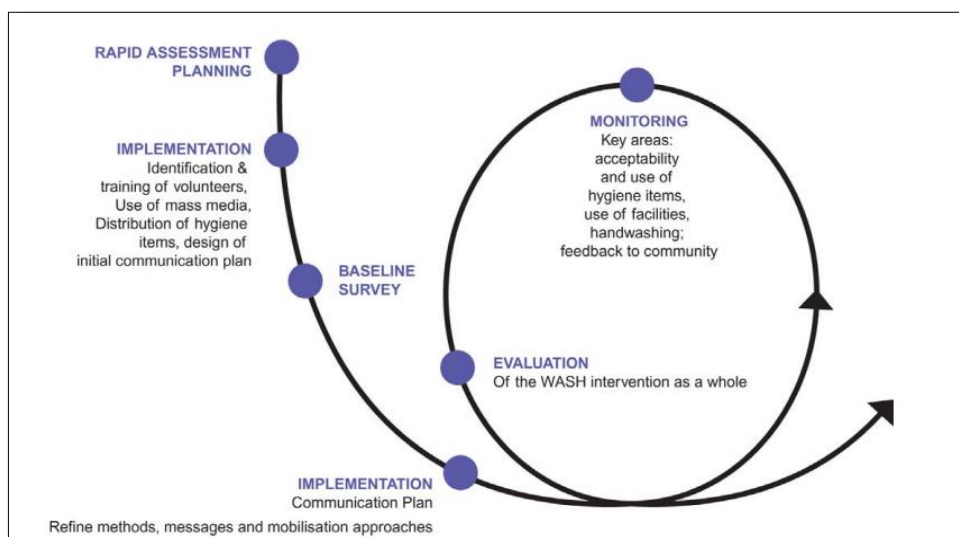 RAPID ASSESSMENT
PLANNING
IMPLEMENTATION
Identification &
training of volunteers,
Use of mass media,
Distribution of hygiene
items, design of
initial communication plan
BASELINE
SURVEY
MONITORING
Key areas:
acceptability
and use of
hygiene items,
use of facilities,
handwashing;
feedback to community
EVALUATION
Of the WASH intervention as a whole
IMPLEMENTATION
Communication Plan
Refine methods, messages and mobilisation approaches